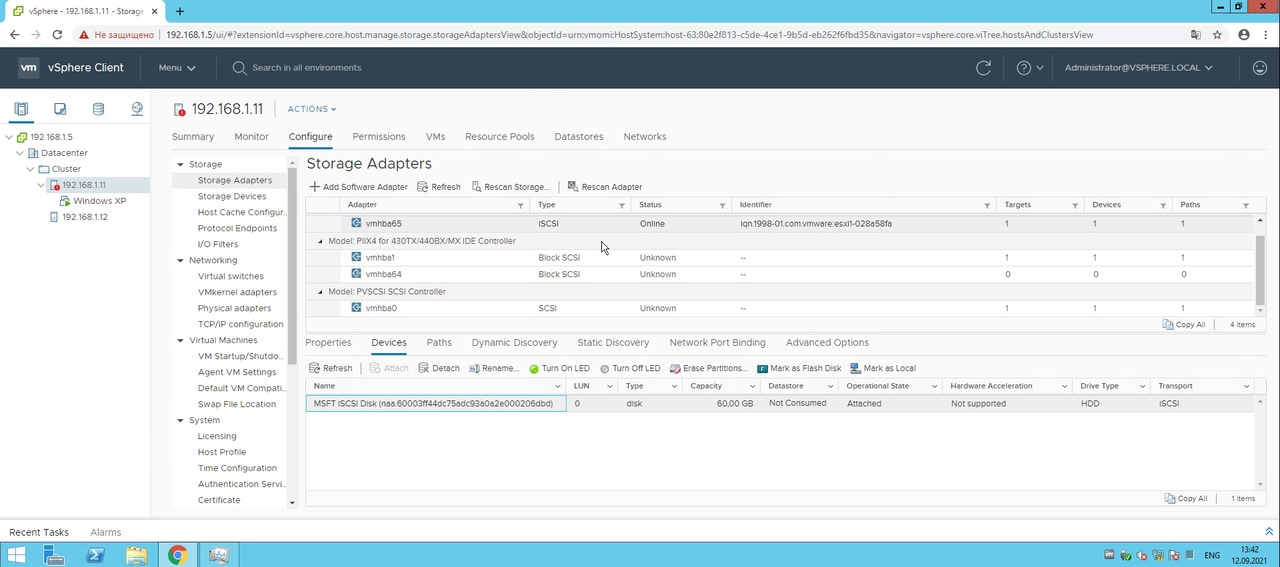 vSphere - 192.168.1.11 - Storage
Не защищено 192.168.1.5/ui/#?extensionId=vsphere.core.host.manage.storage.storageAdaptersView&objectId=urn:vmomi:HostSystem:host-63:80e2f813-c5de-4ce1-9b5d-eb262f6fbd35&navigator=vsphere.core.viTree.hostsAndClustersView
vm vSphere Client Menu Search in all environments Administrator@VSPHERE.LOCAL
192.168.1.5
Datacenter
Cluster
192.168.1.11
Windows XP
192.168.1.12
192.168.1.11 ACTIONS
Summary Monitor Configure Permissions VMs Resource Pools Datastores Networks
Storage
Storage Adapters
Storage Devices
Host Cache Configur..
Protocol Endpoints
I/O Filters
Networking
Virtual switches
VMkernel adapters
Physical adapters
TCP/IP configuration
Virtual Machines
VM Startup/Shutdo..
Agent VM Settings
Default VM Compati..
Swap File Location
System
Licensing
Host Profile
Time Configuration
Authentication Servi..
Certificate
Storage Adapters
+ Add Software Adapter Refresh Rescan Storage... Rescan Adapter
Adapter Type Status Identifier Targets Devices Paths
vmhba65 iSCSI Online iqn.1998-01.com.vmware:esxi1-028a58fa 1 1 1
Model: PIIX4 for 430TX/440BX/MX IDE Controller
vmhba1 Block SCSI Unknown -- 1 1 1
vmhba64 Block SCSI Unknown -- 0 0 0
Model: PVSCSI SCSI Controller
vmhba0 SCSI Unknown -- 1 1 1
Copy All 4 items
Properties Devices Paths Dynamic Discovery Static Discovery Network Port Binding Advanced Options
Refresh Attach Detach Rename... Turn On LED Turn Off LED Erase Partitions... Mark as Flash Disk Mark as Local
Name LUN Type Capacity Datastore Operational State Hardware Acceleration Drive Type Transport
MSFT iSCSI Disk (naa.60003ff44dc75adc93a0a2e000206dbd) 0 disk 60,00 GB Not Consumed Attached Not supported HDD iSCSI
Copy All 1 items
Recent Tasks Alarms
ENG 13:42
12.09.2021